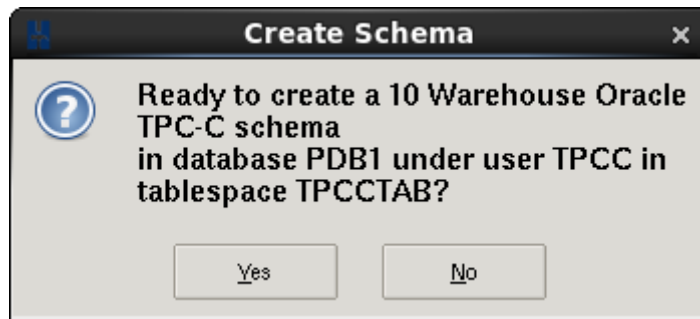 Create Schema
Ready to create a 10 Warehouse Oracle
TPC-C schema
in database PDB1 under user TPCC in
tablespace TPCCTAB?
Yes
No